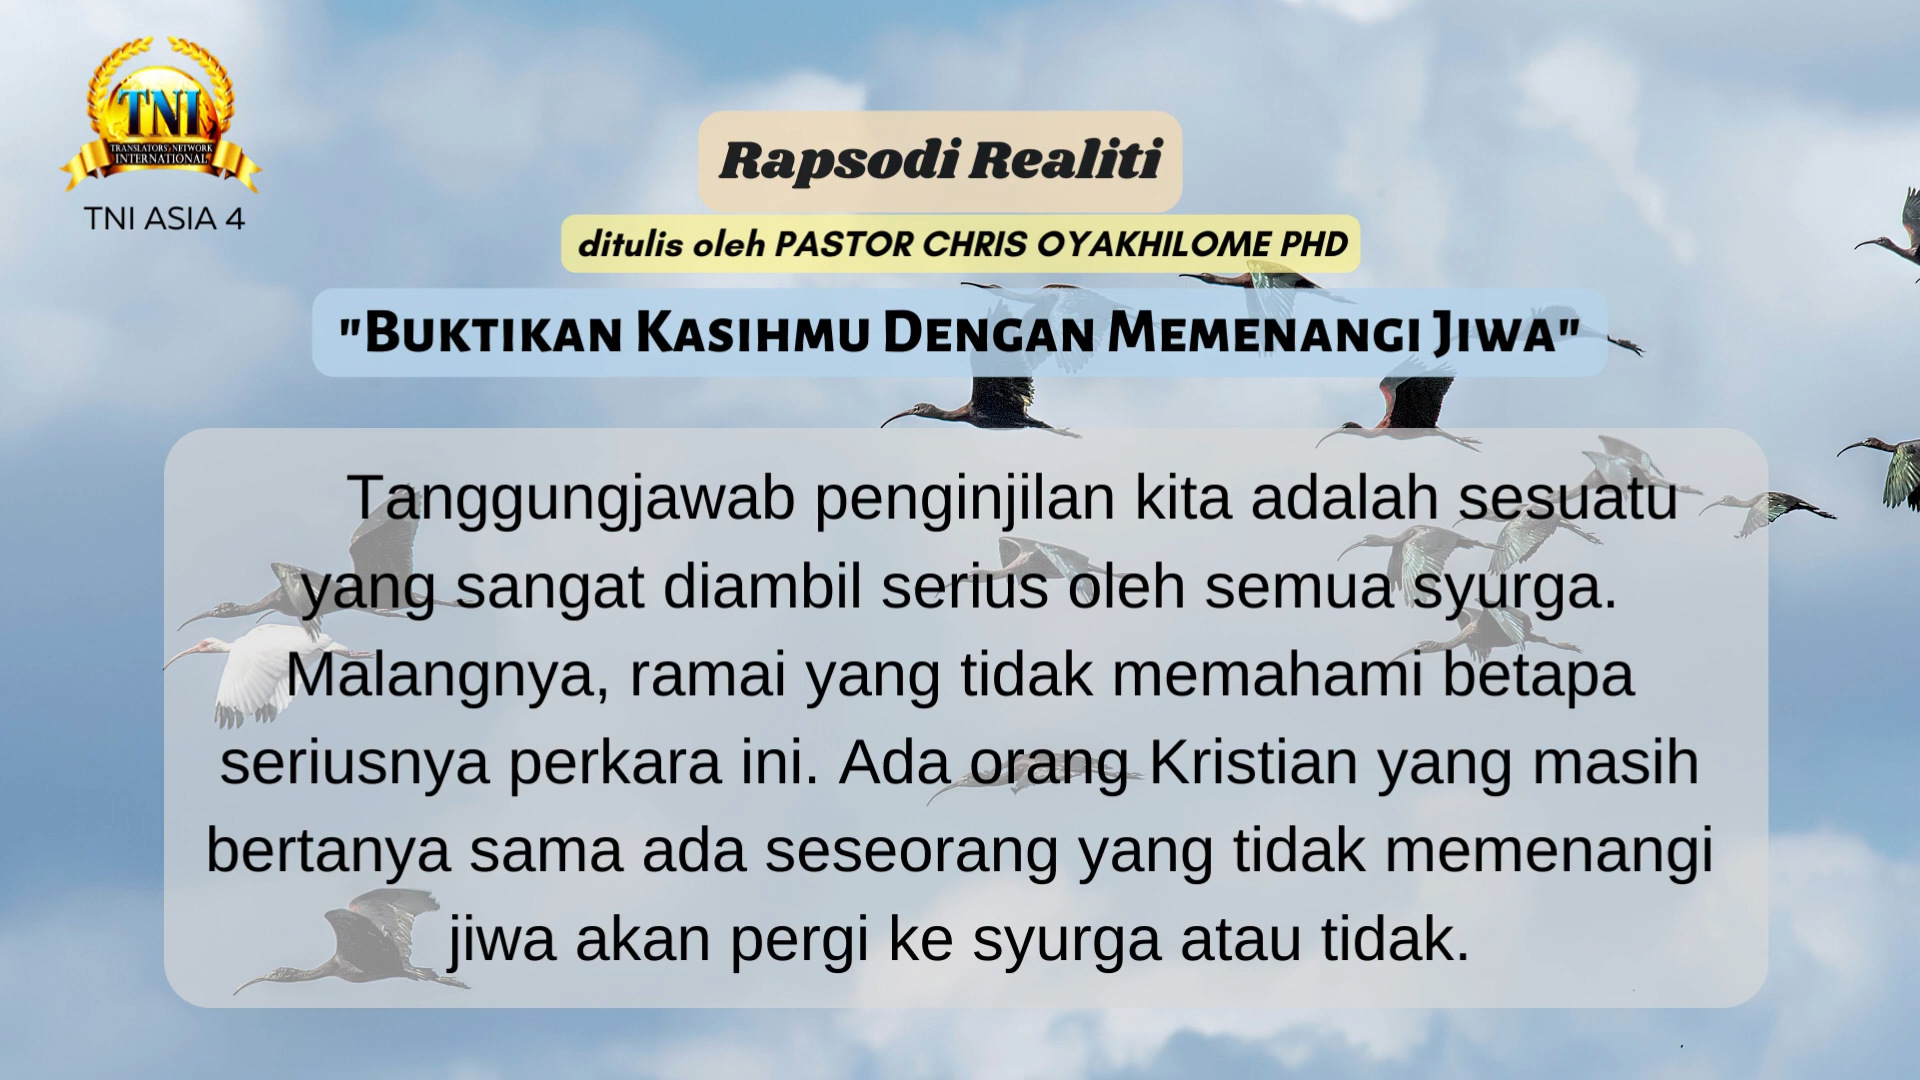 TNI
TRANSLATORS NETWORK
INTERNATIONAL
TNI ASIA 4
Rapsodi Realiti
ditulis oleh PASTOR CHRIS OYAKHILOME PHD
"Buktikan Kasihmu Dengan Memenangi Jiwa"
Tanggungjawab penginjilan kita adalah sesuatu
yang sangat diambil serius oleh semua syurga.
Malangnya, ramai yang tidak memahami betapa
seriusnya perkara ini. Ada orang Kristian yang masih
bertanya sama ada seseorang yang tidak memenangi
jiwa akan pergi ke syurga atau tidak.